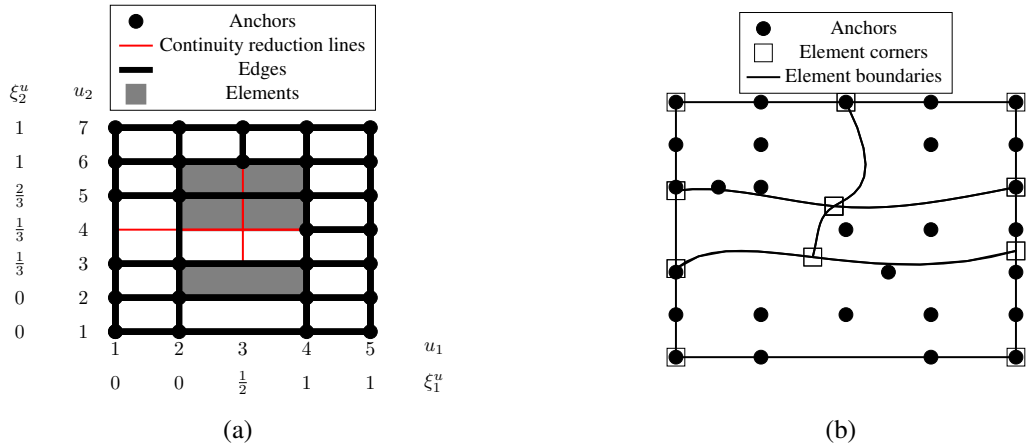 Anchors
Continuity reduction lines
Edges
Elements
ξ₂ᵘ u₂
1 7
1 6
2/3 5
1/3 4
1/3 3
0 2
0 1
1 2 3 4 5 u₁
0 0 1/2 1 1 ξ₁ᵘ
(a)
Anchors
Element corners
Element boundaries
(b)